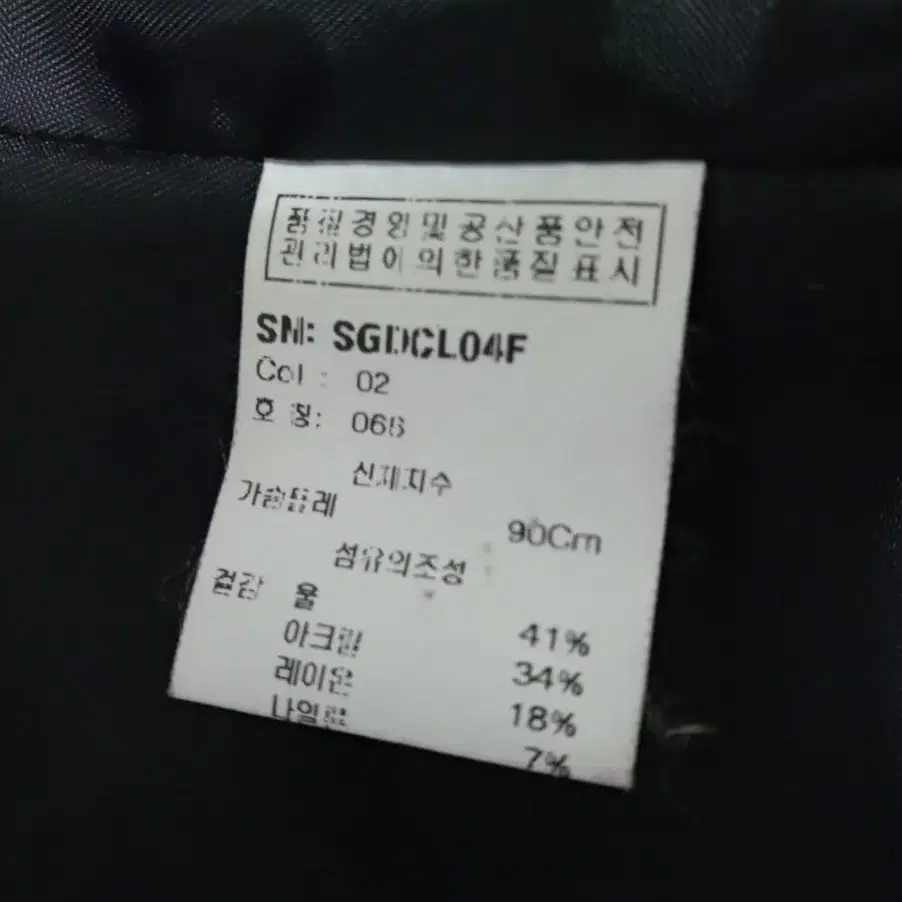 품질경영및공산품안전
관리법에의한품질표시
SN: SGDCL04F
Col : 02
호 칭: 066
신체치수
가슴둘레 90Cm
섬유의조성
겉감 울 41%
아크릴 34%
레이온 18%
나일론 7%